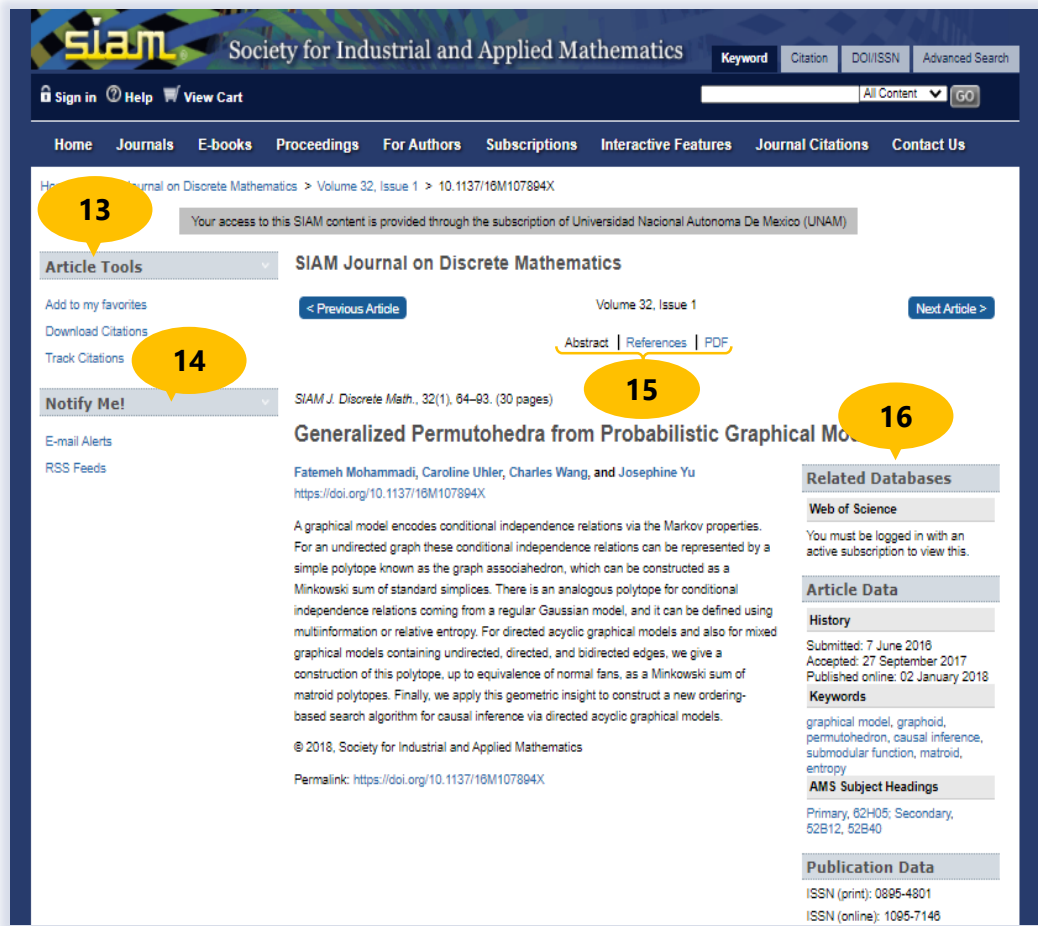 siam. Society for Industrial and Applied Mathematics
Keyword Citation DOI/ISSN Advanced Search
Sign in Help View Cart All Content GO
Home Journals E-books Proceedings For Authors Subscriptions Interactive Features Journal Citations Contact Us
Journal on Discrete Mathematics > Volume 32, Issue 1 > 10.1137/16M107894X
13
Your access to this SIAM content is provided through the subscription of Universidad Nacional Autonoma De Mexico (UNAM)
Article Tools
Add to my favorites
Download Citations
Track Citations
14
Notify Me!
E-mail Alerts
RSS Feeds
SIAM Journal on Discrete Mathematics
< Previous Article Volume 32, Issue 1 Next Article >
Abstract | References | PDF
15
SIAM J. Discrete Math., 32(1), 64–93. (30 pages)
Generalized Permutohedra from Probabilistic Graphical
Fatemeh Mohammadi, Caroline Uhler, Charles Wang, and Josephine Yu
https://doi.org/10.1137/16M107894X
A graphical model encodes conditional independence relations via the Markov properties.
For an undirected graph these conditional independence relations can be represented by a
simple polytope known as the graph associahedron, which can be constructed as a
Minkowski sum of standard simplices. There is an analogous polytope for conditional
independence relations coming from a regular Gaussian model, and it can be defined using
multiinformation or relative entropy. For directed acyclic graphical models and also for mixed
graphical models containing undirected, directed, and bidirected edges, we give a
construction of this polytope, up to equivalence of normal fans, as a Minkowski sum of
matroid polytopes. Finally, we apply this geometric insight to construct a new ordering-
based search algorithm for causal inference via directed acyclic graphical models.
© 2018, Society for Industrial and Applied Mathematics
Permalink: https://doi.org/10.1137/16M107894X
16
Related Databases
Web of Science
You must be logged in with an
active subscription to view this.
Article Data
History
Submitted: 7 June 2016
Accepted: 27 September 2017
Published online: 02 January 2018
Keywords
graphical model, graphoid,
permutohedron, causal inference,
submodular function, matroid,
entropy
AMS Subject Headings
Primary, 62H05; Secondary,
52B12, 52B40
Publication Data
ISSN (print): 0895-4801
ISSN (online): 1095-7146